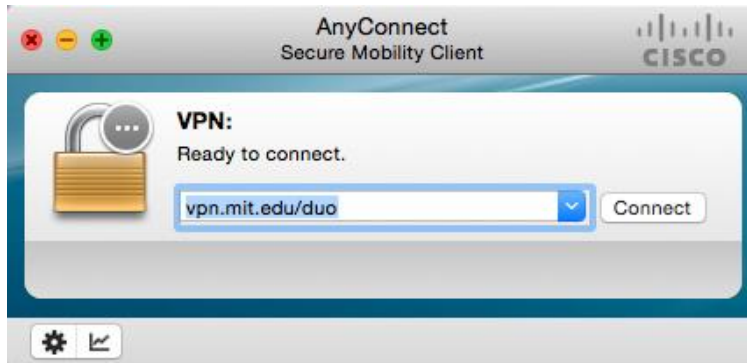 AnyConnect
Secure Mobility Client
CISCO
VPN:
Ready to connect.
vpn.mit.edu/duo
Connect